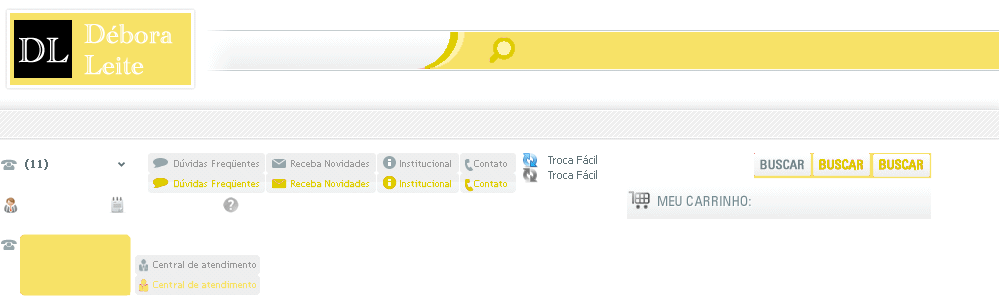 DL
Débora
Leite
(11)
Dúvidas Freqüentes Receba Novidades Institucional Contato
Dúvidas Freqüentes Receba Novidades Institucional Contato
Troca Fácil
Troca Fácil
BUSCAR BUSCAR BUSCAR
MEU CARRINHO:
Central de atendimento
Central de atendimento